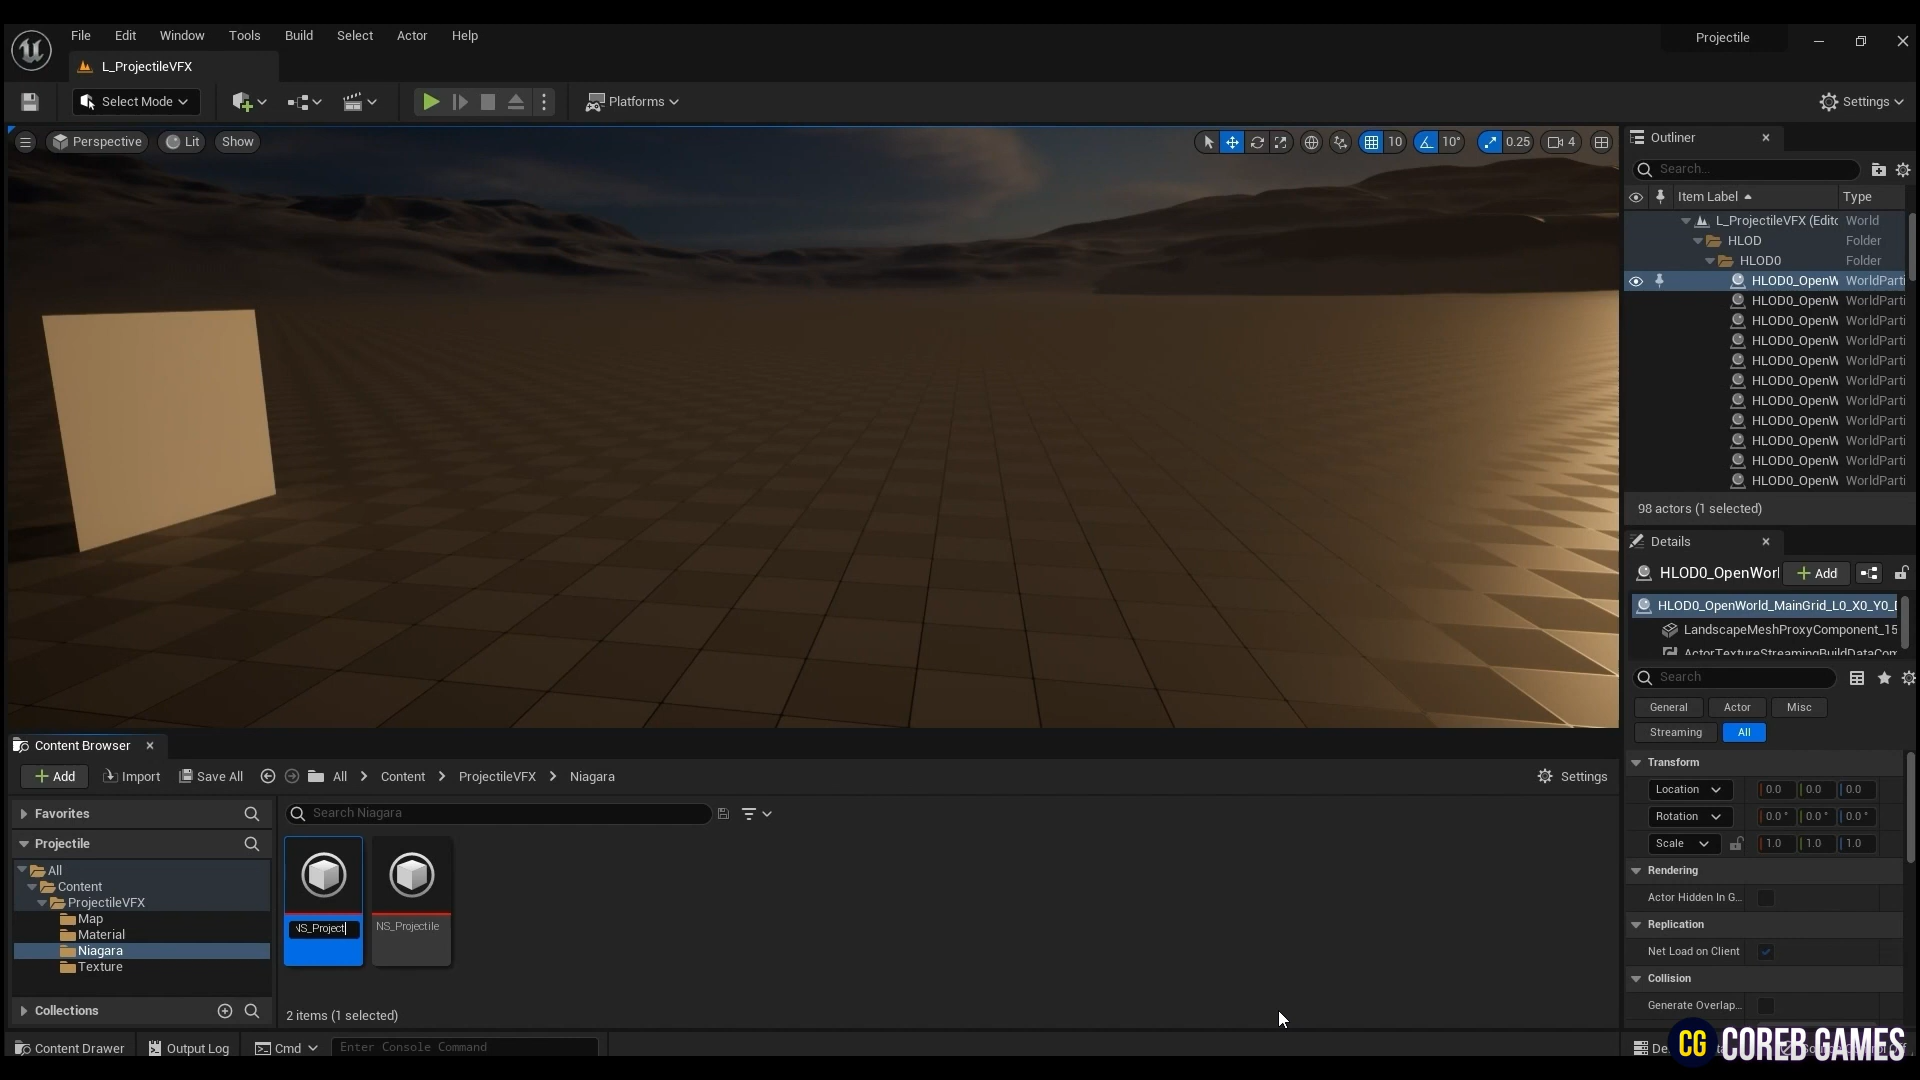 File Edit Window Tools Build Select Actor Help
Projectile
L_ProjectileVFX
Select Mode
Platforms
Settings
Perspective Lit Show
10 10° 0.25 4
Outliner
Search...
Item Label Type
L_ProjectileVFX (Edit World
HLOD Folder
HLOD0 Folder
HLOD0_OpenW WorldParti
HLOD0_OpenW WorldParti
HLOD0_OpenW WorldParti
HLOD0_OpenW WorldParti
HLOD0_OpenW WorldParti
HLOD0_OpenW WorldParti
HLOD0_OpenW WorldParti
HLOD0_OpenW WorldParti
HLOD0_OpenW WorldParti
HLOD0_OpenW WorldParti
HLOD0_OpenW WorldParti
98 actors (1 selected)
Details
HLOD0_OpenWorl Add
HLOD0_OpenWorld_MainGrid_L0_X0_Y0_
LandscapeMeshProxyComponent_15
ActorTextureStreamingBuildDataCom
Search
General Actor Misc
Streaming All
Transform
Location 0.0 0.0 0.0
Rotation 0.0 ° 0.0 ° 0.0 °
Scale 1.0 1.0 1.0
Rendering
Actor Hidden In G...
Replication
Net Load on Client
Collision
Generate Overlap...
Content Browser
Add Import Save All All Content ProjectileVFX Niagara Settings
Favorites
Search Niagara
Projectile
All
Content
ProjectileVFX
Map
Material
Niagara
Texture
Collections
NS_Project NS_Projectile
2 items (1 selected)
Content Drawer Output Log Cmd Enter Console Command
CG COREB GAMES